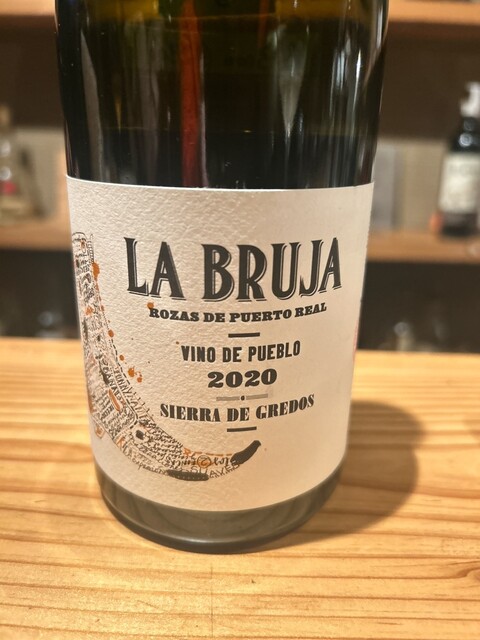 LA BRUJA
ROZAS DE PUERTO REAL
VINO DE PUEBLO
2020
SIERRA DE GREDOS